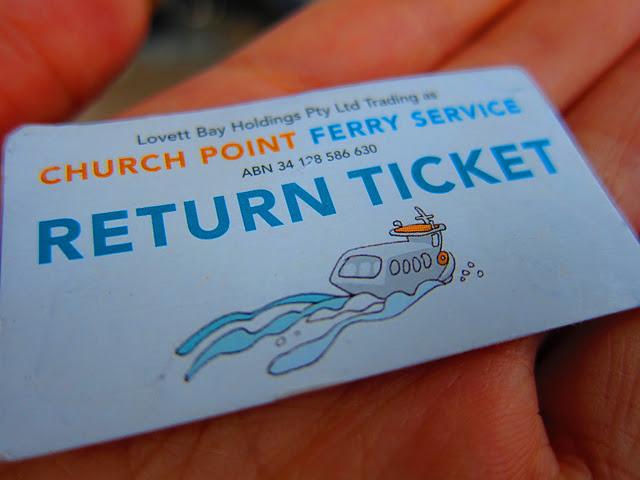 Lovett Bay Holdings Pty Ltd Trading as
CHURCH POINT FERRY SERVICE
ABN 34 128 586 630
RETURN TICKET